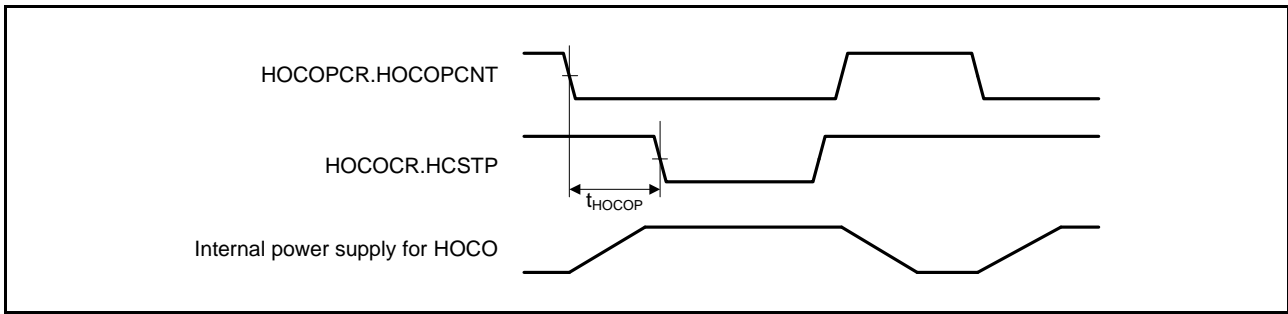 HOCOPCR.HOCOPCNT
HOCOCR.HCSTP
tHOCOP
Internal power supply for HOCO